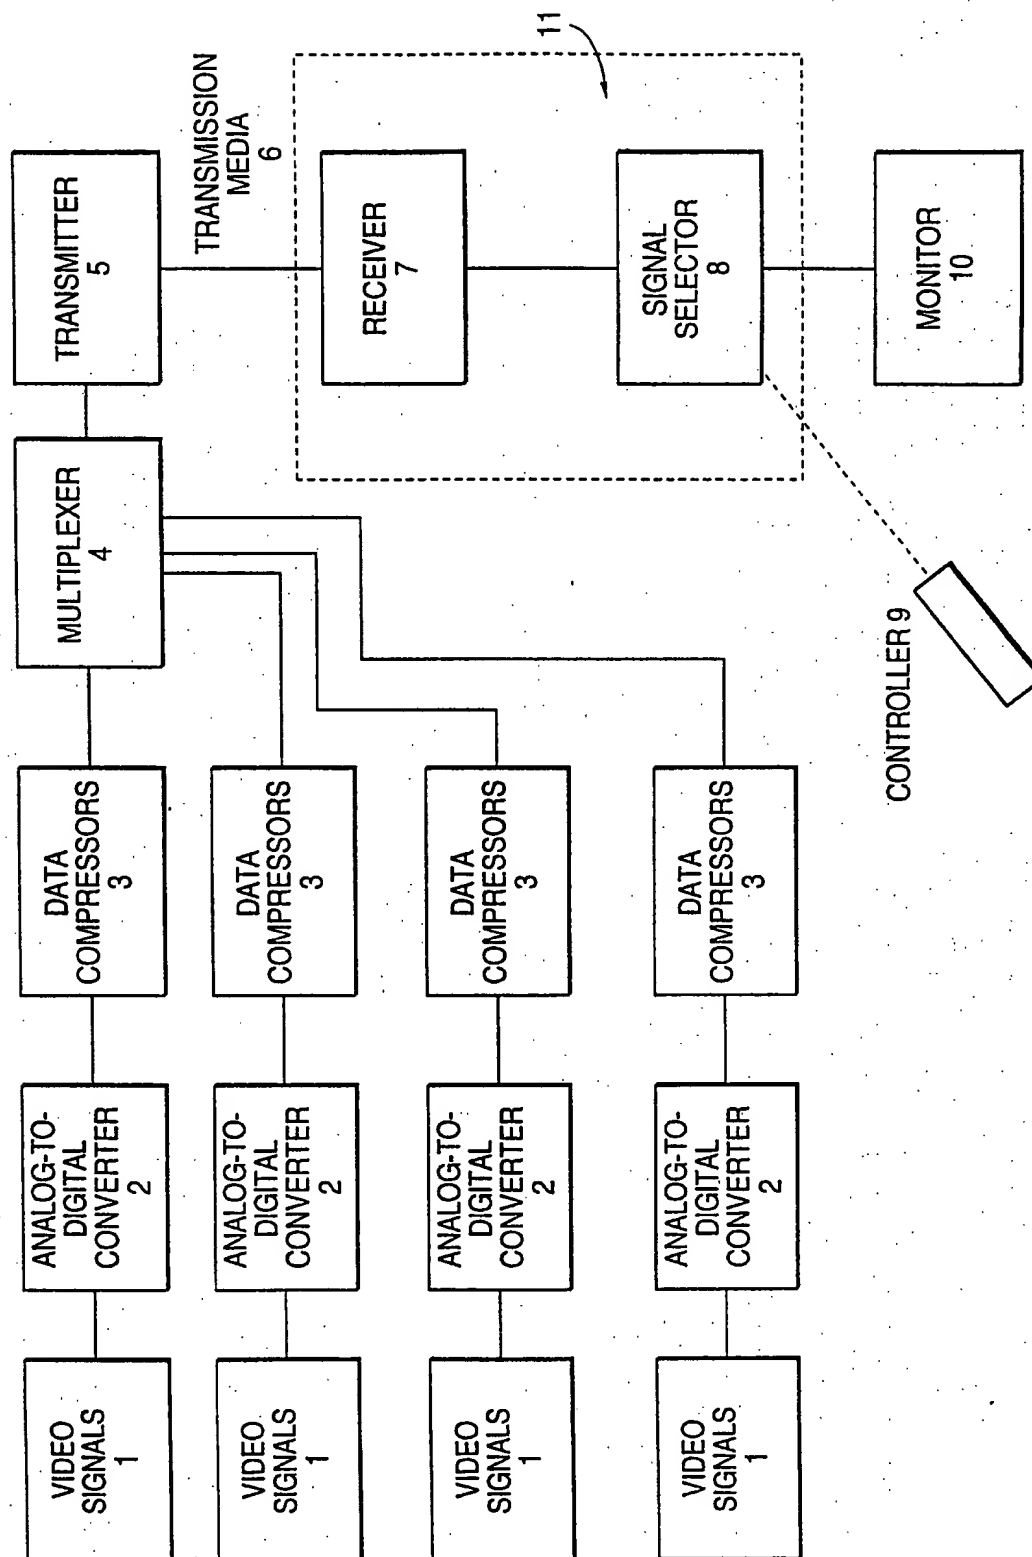 VIDEO
SIGNALS
1
ANALOG-TO-
DIGITAL
CONVERTER
2
DATA
COMPRESSORS
3
MULTIPLEXER
4
TRANSMITTER
5
VIDEO
SIGNALS
1
ANALOG-TO-
DIGITAL
CONVERTER
2
DATA
COMPRESSORS
3
TRANSMISSION
MEDIA
6
VIDEO
SIGNALS
1
ANALOG-TO-
DIGITAL
CONVERTER
2
DATA
COMPRESSORS
3
RECEIVER
7
11
VIDEO
SIGNALS
1
ANALOG-TO-
DIGITAL
CONVERTER
2
DATA
COMPRESSORS
3
SIGNAL
SELECTOR
8
CONTROLLER 9
MONITOR
10